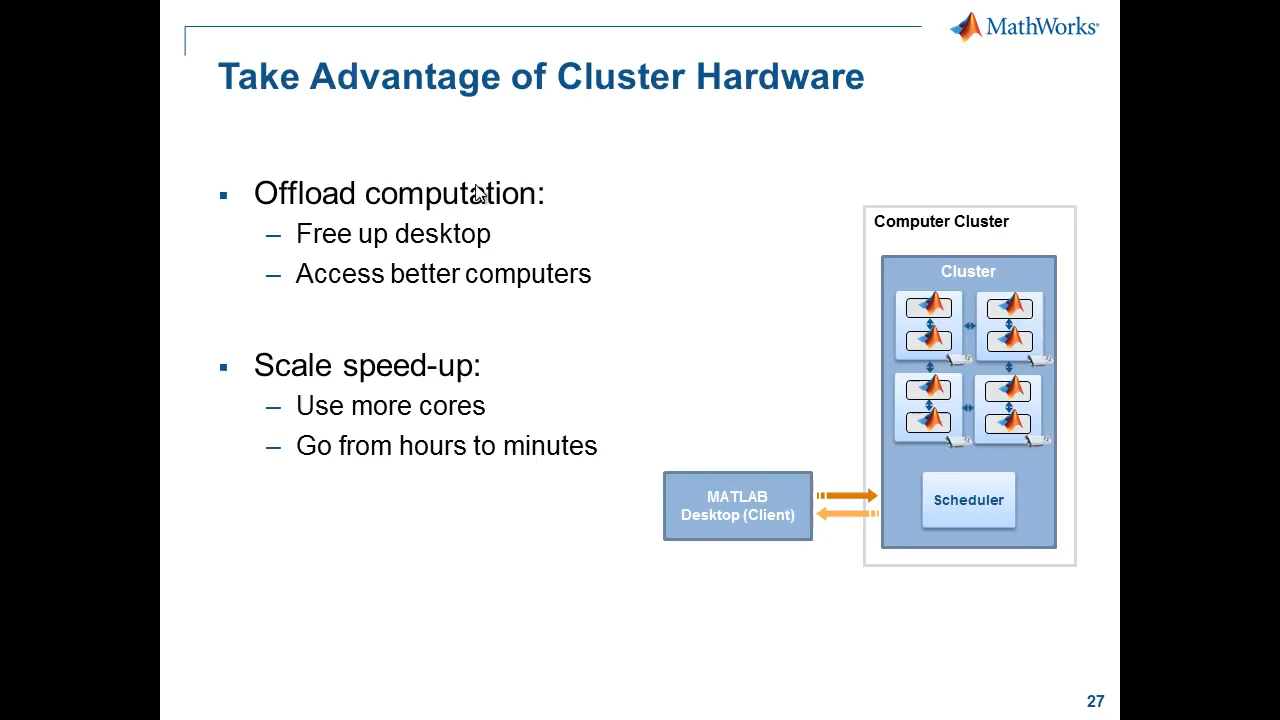 MathWorks®
Take Advantage of Cluster Hardware
▪ Offload computation:
– Free up desktop
– Access better computers
▪ Scale speed-up:
– Use more cores
– Go from hours to minutes
Computer Cluster
Cluster
MATLAB
Desktop (Client)
Scheduler
27